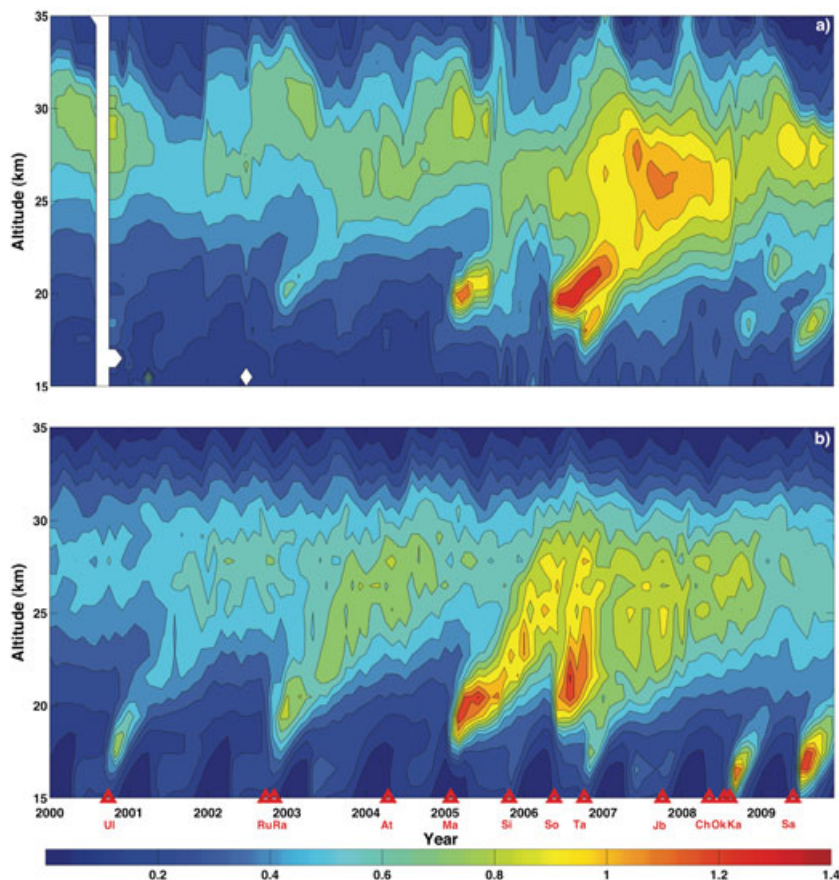 a)
35
30
25
20
15
Altitude (km)
b)
35
30
25
20
15
Altitude (km)
2000 2001 2002 2003 2004 2005 2006 2007 2008 2009
Ul Ru Ra At Ma Si So Ta Jb Ch Ok Ka Sa
Year
0.2 0.4 0.6 0.8 1 1.2 1.4